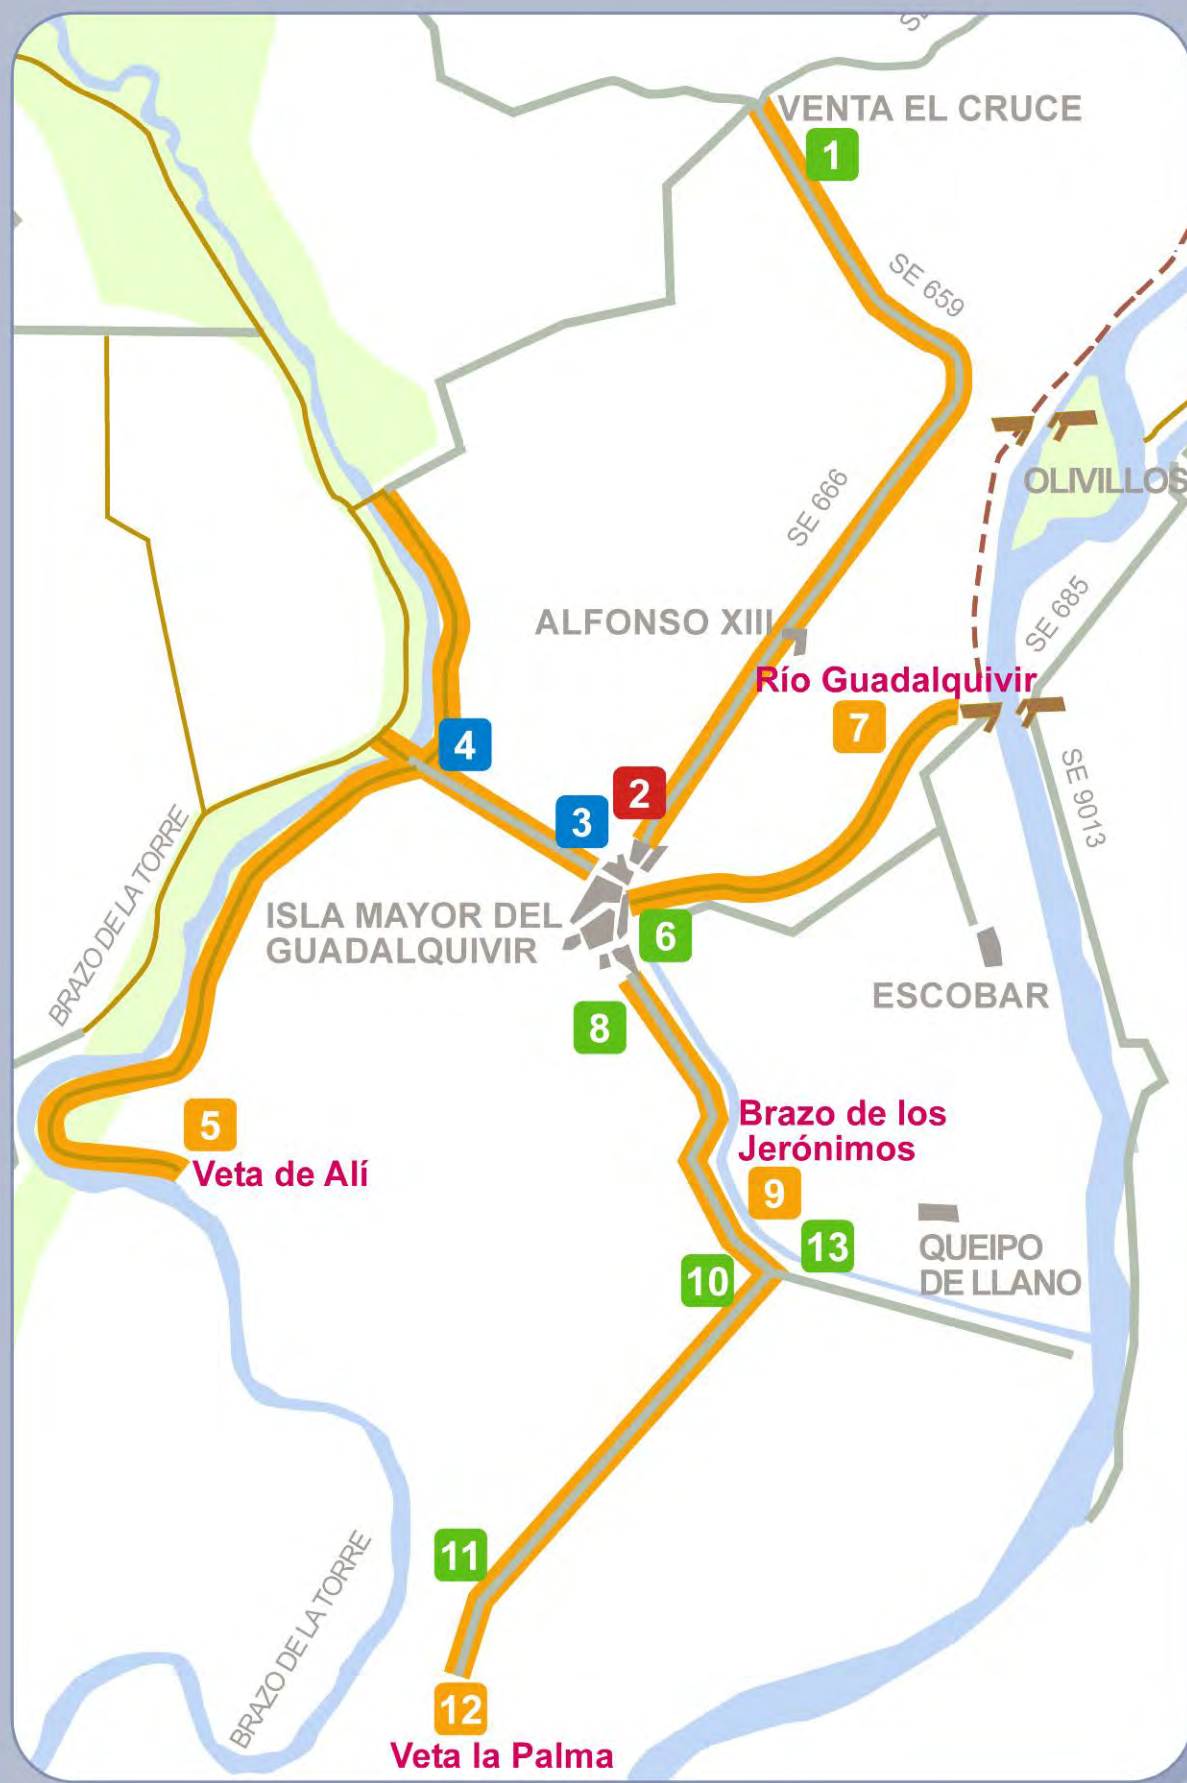 VENTA EL CRUCE
1
SE 659
SE 666
OLIVILLOS
SE 685
ALFONSO XIII
Río Guadalquivir
7
4
2
3
SE 9013
BRAZO DE LA TORRE
ISLA MAYOR DEL
GUADALQUIVIR
6
ESCOBAR
8
5
Veta de Alí
Brazo de los
Jerónimos
9
13
10
QUEIPO
DE LLANO
11
BRAZO DE LA TORRE
12
Veta la Palma